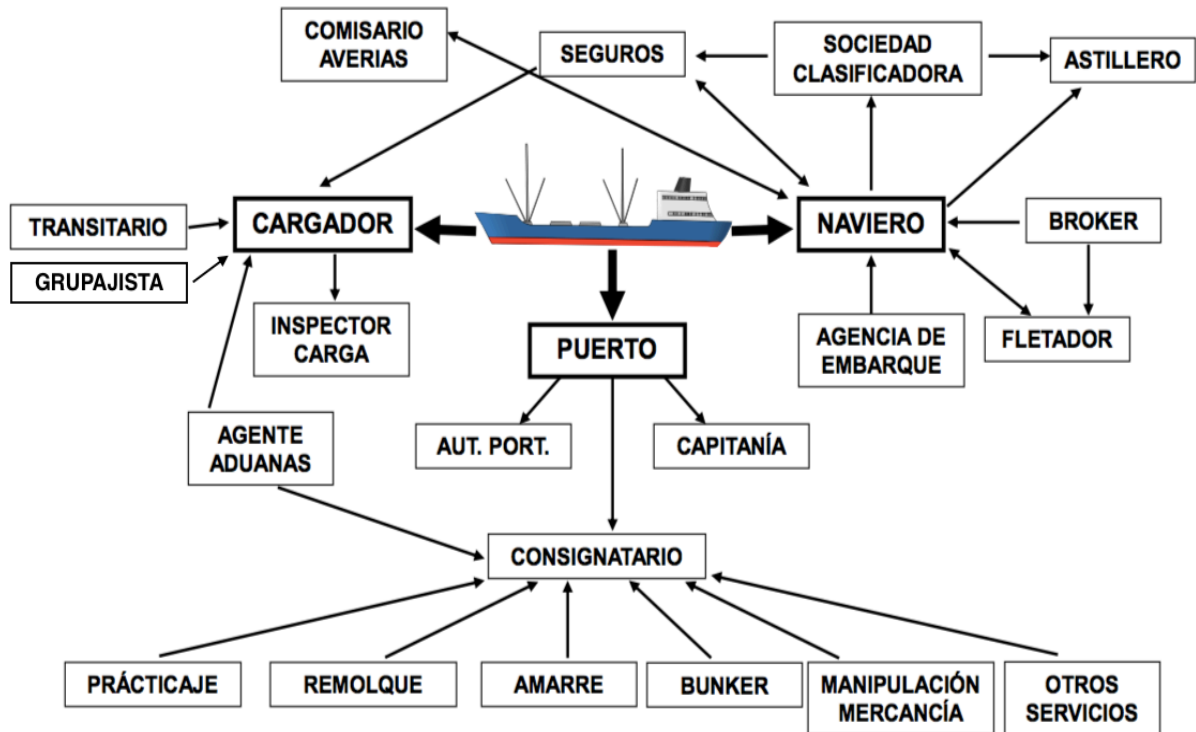 COMISARIO
AVERIAS
SEGUROS
SOCIEDAD
CLASIFICADORA
ASTILLERO
TRANSITARIO
CARGADOR
NAVIERO
BROKER
GRUPAJISTA
INSPECTOR
CARGA
PUERTO
AGENCIA DE
EMBARQUE
FLETADOR
AGENTE
ADUANAS
AUT. PORT.
CAPITANÍA
CONSIGNATARIO
PRÁCTICAJE
REMOLQUE
AMARRE
BUNKER
MANIPULACIÓN
MERCANCÍA
OTROS
SERVICIOS